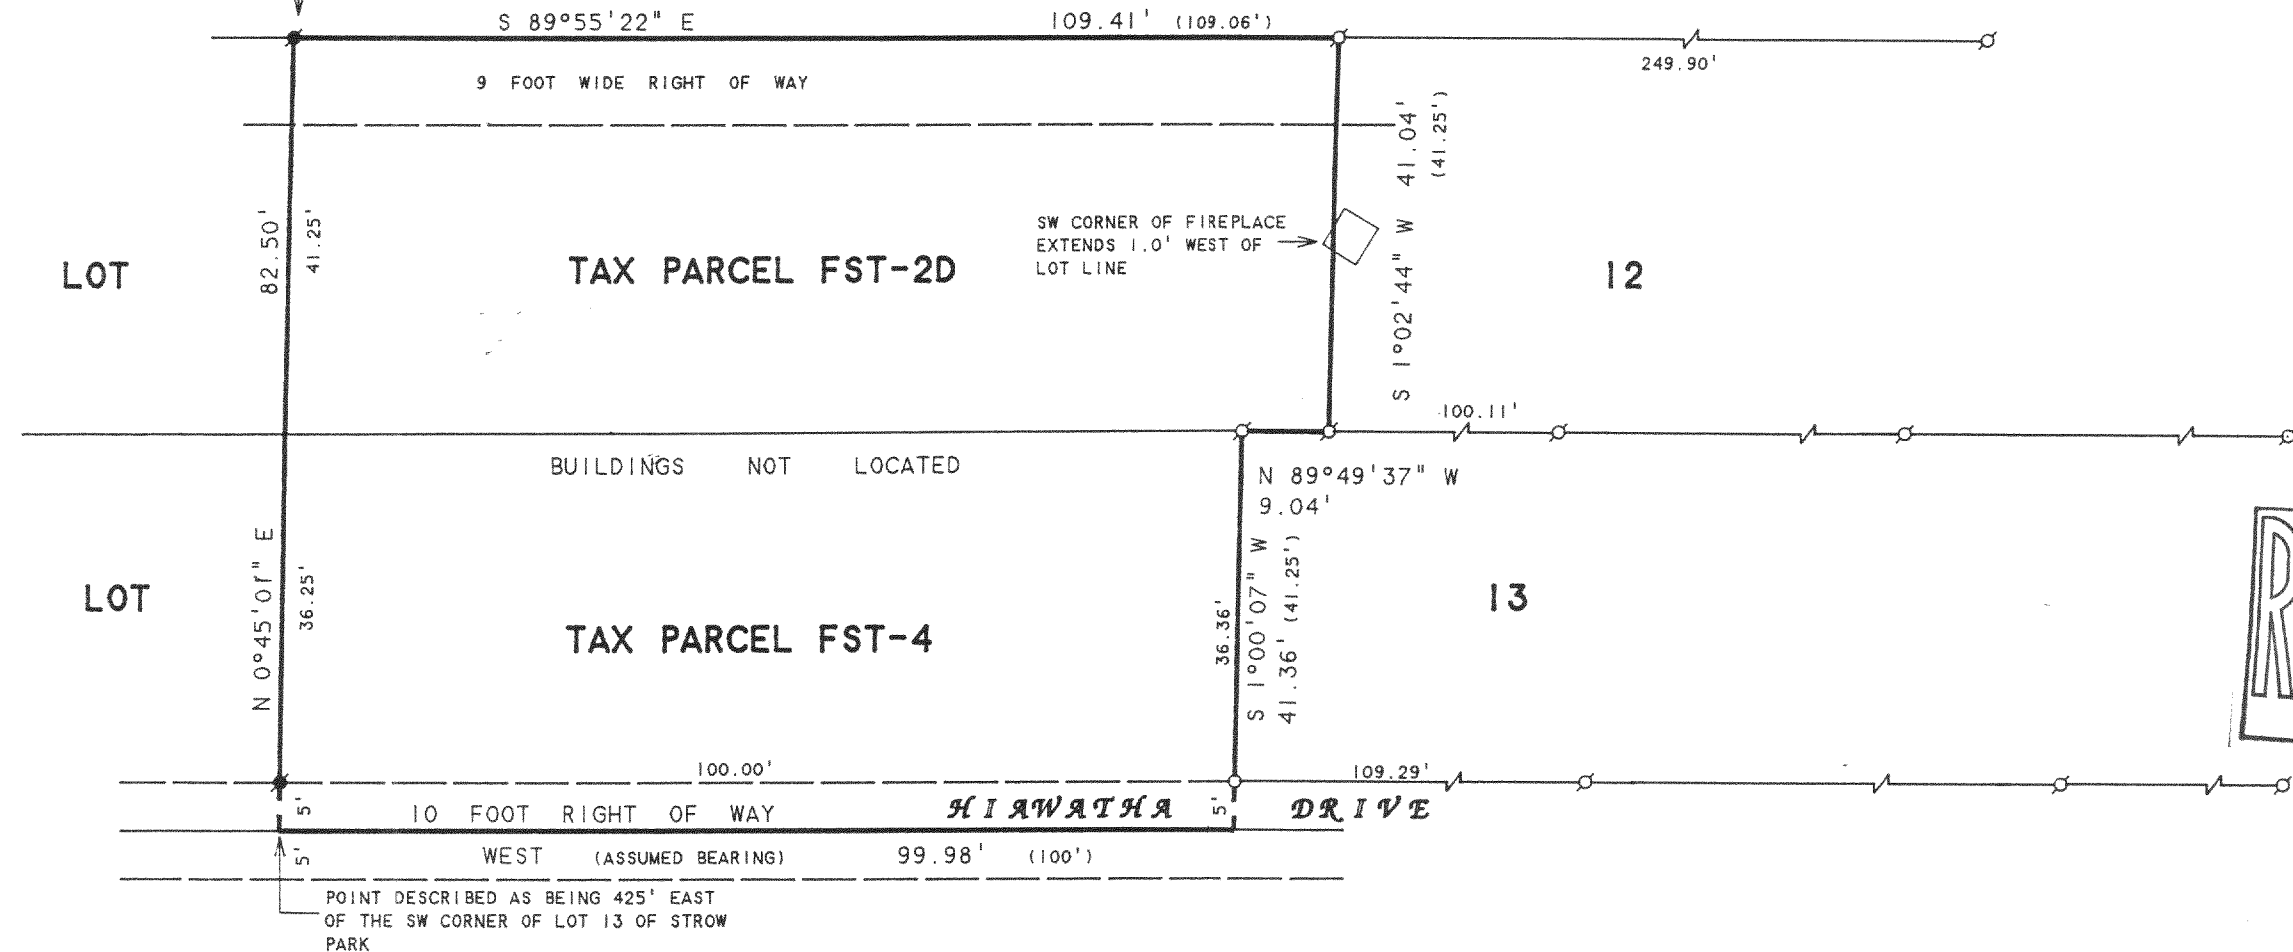 S 89°55'22" E 109.41' (109.06')
249.90'
9 FOOT WIDE RIGHT OF WAY
S 1°02'44" W 41.04'
(41.25')
82.50'
41.25'
SW CORNER OF FIREPLACE
EXTENDS 1.0' WEST OF
LOT LINE
LOT
TAX PARCEL FST-2D
12
100.11'
BUILDINGS NOT LOCATED
N 89°49'37" W
9.04'
N 0°45'01" E
36.25'
LOT
TAX PARCEL FST-4
36.36'
S 1°00'07" W
41.36' (41.25')
13
R
100.00'
109.29'
5'
10 FOOT RIGHT OF WAY
HIAWATHA DRIVE
5'
5'
WEST (ASSUMED BEARING) 99.98' (100')
POINT DESCRIBED AS BEING 425' EAST
OF THE SW CORNER OF LOT 13 OF STROW
PARK